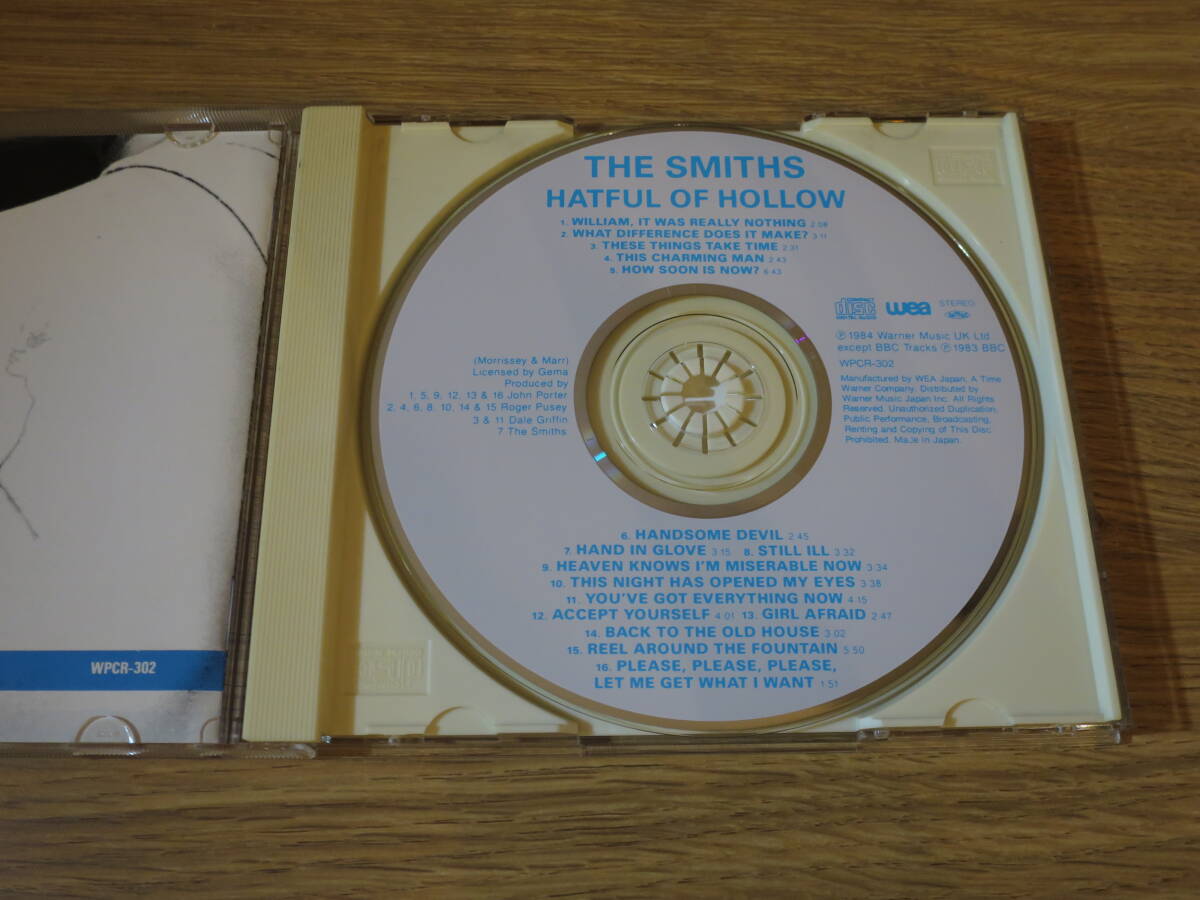 THE SMITHS
HATFUL OF HOLLOW
1. WILLIAM, IT WAS REALLY NOTHING 2:08
2. WHAT DIFFERENCE DOES IT MAKE? 3:11
3. THESE THINGS TAKE TIME 2:31
4. THIS CHARMING MAN 2:43
5. HOW SOON IS NOW? 6:43
(Morrissey & Marr)
Licensed by Gema
Produced by
1, 5, 9, 12, 13 & 16 John Porter
2, 4, 6, 8, 10, 14 & 15 Roger Pusey
3 & 11 Dale Griffin
7 The Smiths
COMPACT
disc
DIGITAL AUDIO
wea
STEREO
Ⓟ1984 Warner Music UK Ltd.
except BBC Tracks Ⓟ1983 BBC
WPCR-302
Manufactured by WEA Japan, A Time
Warner Company. Distributed by
Warner Music Japan Inc. All Rights
Reserved. Unauthorized Duplication,
Public Performance, Broadcasting,
Renting and Copying of This Disc
Prohibited. Made in Japan.
6. HANDSOME DEVIL 2:45
7. HAND IN GLOVE 3:15 8. STILL ILL 3:32
9. HEAVEN KNOWS I'M MISERABLE NOW 3:34
10. THIS NIGHT HAS OPENED MY EYES 3:38
11. YOU'VE GOT EVERYTHING NOW 4:15
12. ACCEPT YOURSELF 4:01 13. GIRL AFRAID 2:47
14. BACK TO THE OLD HOUSE 3:02
15. REEL AROUND THE FOUNTAIN 5:50
16. PLEASE, PLEASE, PLEASE,
LET ME GET WHAT I WANT 1:51
WPCR-302